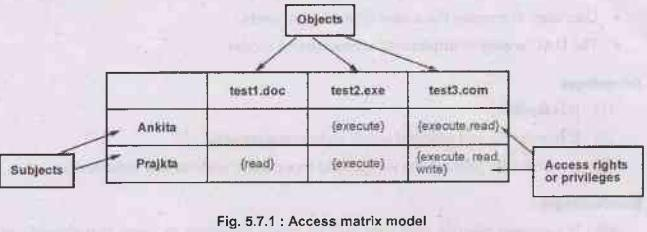 Objects
test1.doc test2.exe test3.com
Ankita {execute} {execute,read}
Subjects
Prajkta {read} {execute} {execute, read,
write}
Access rights
or privileges
Fig. 5.7.1 : Access matrix model